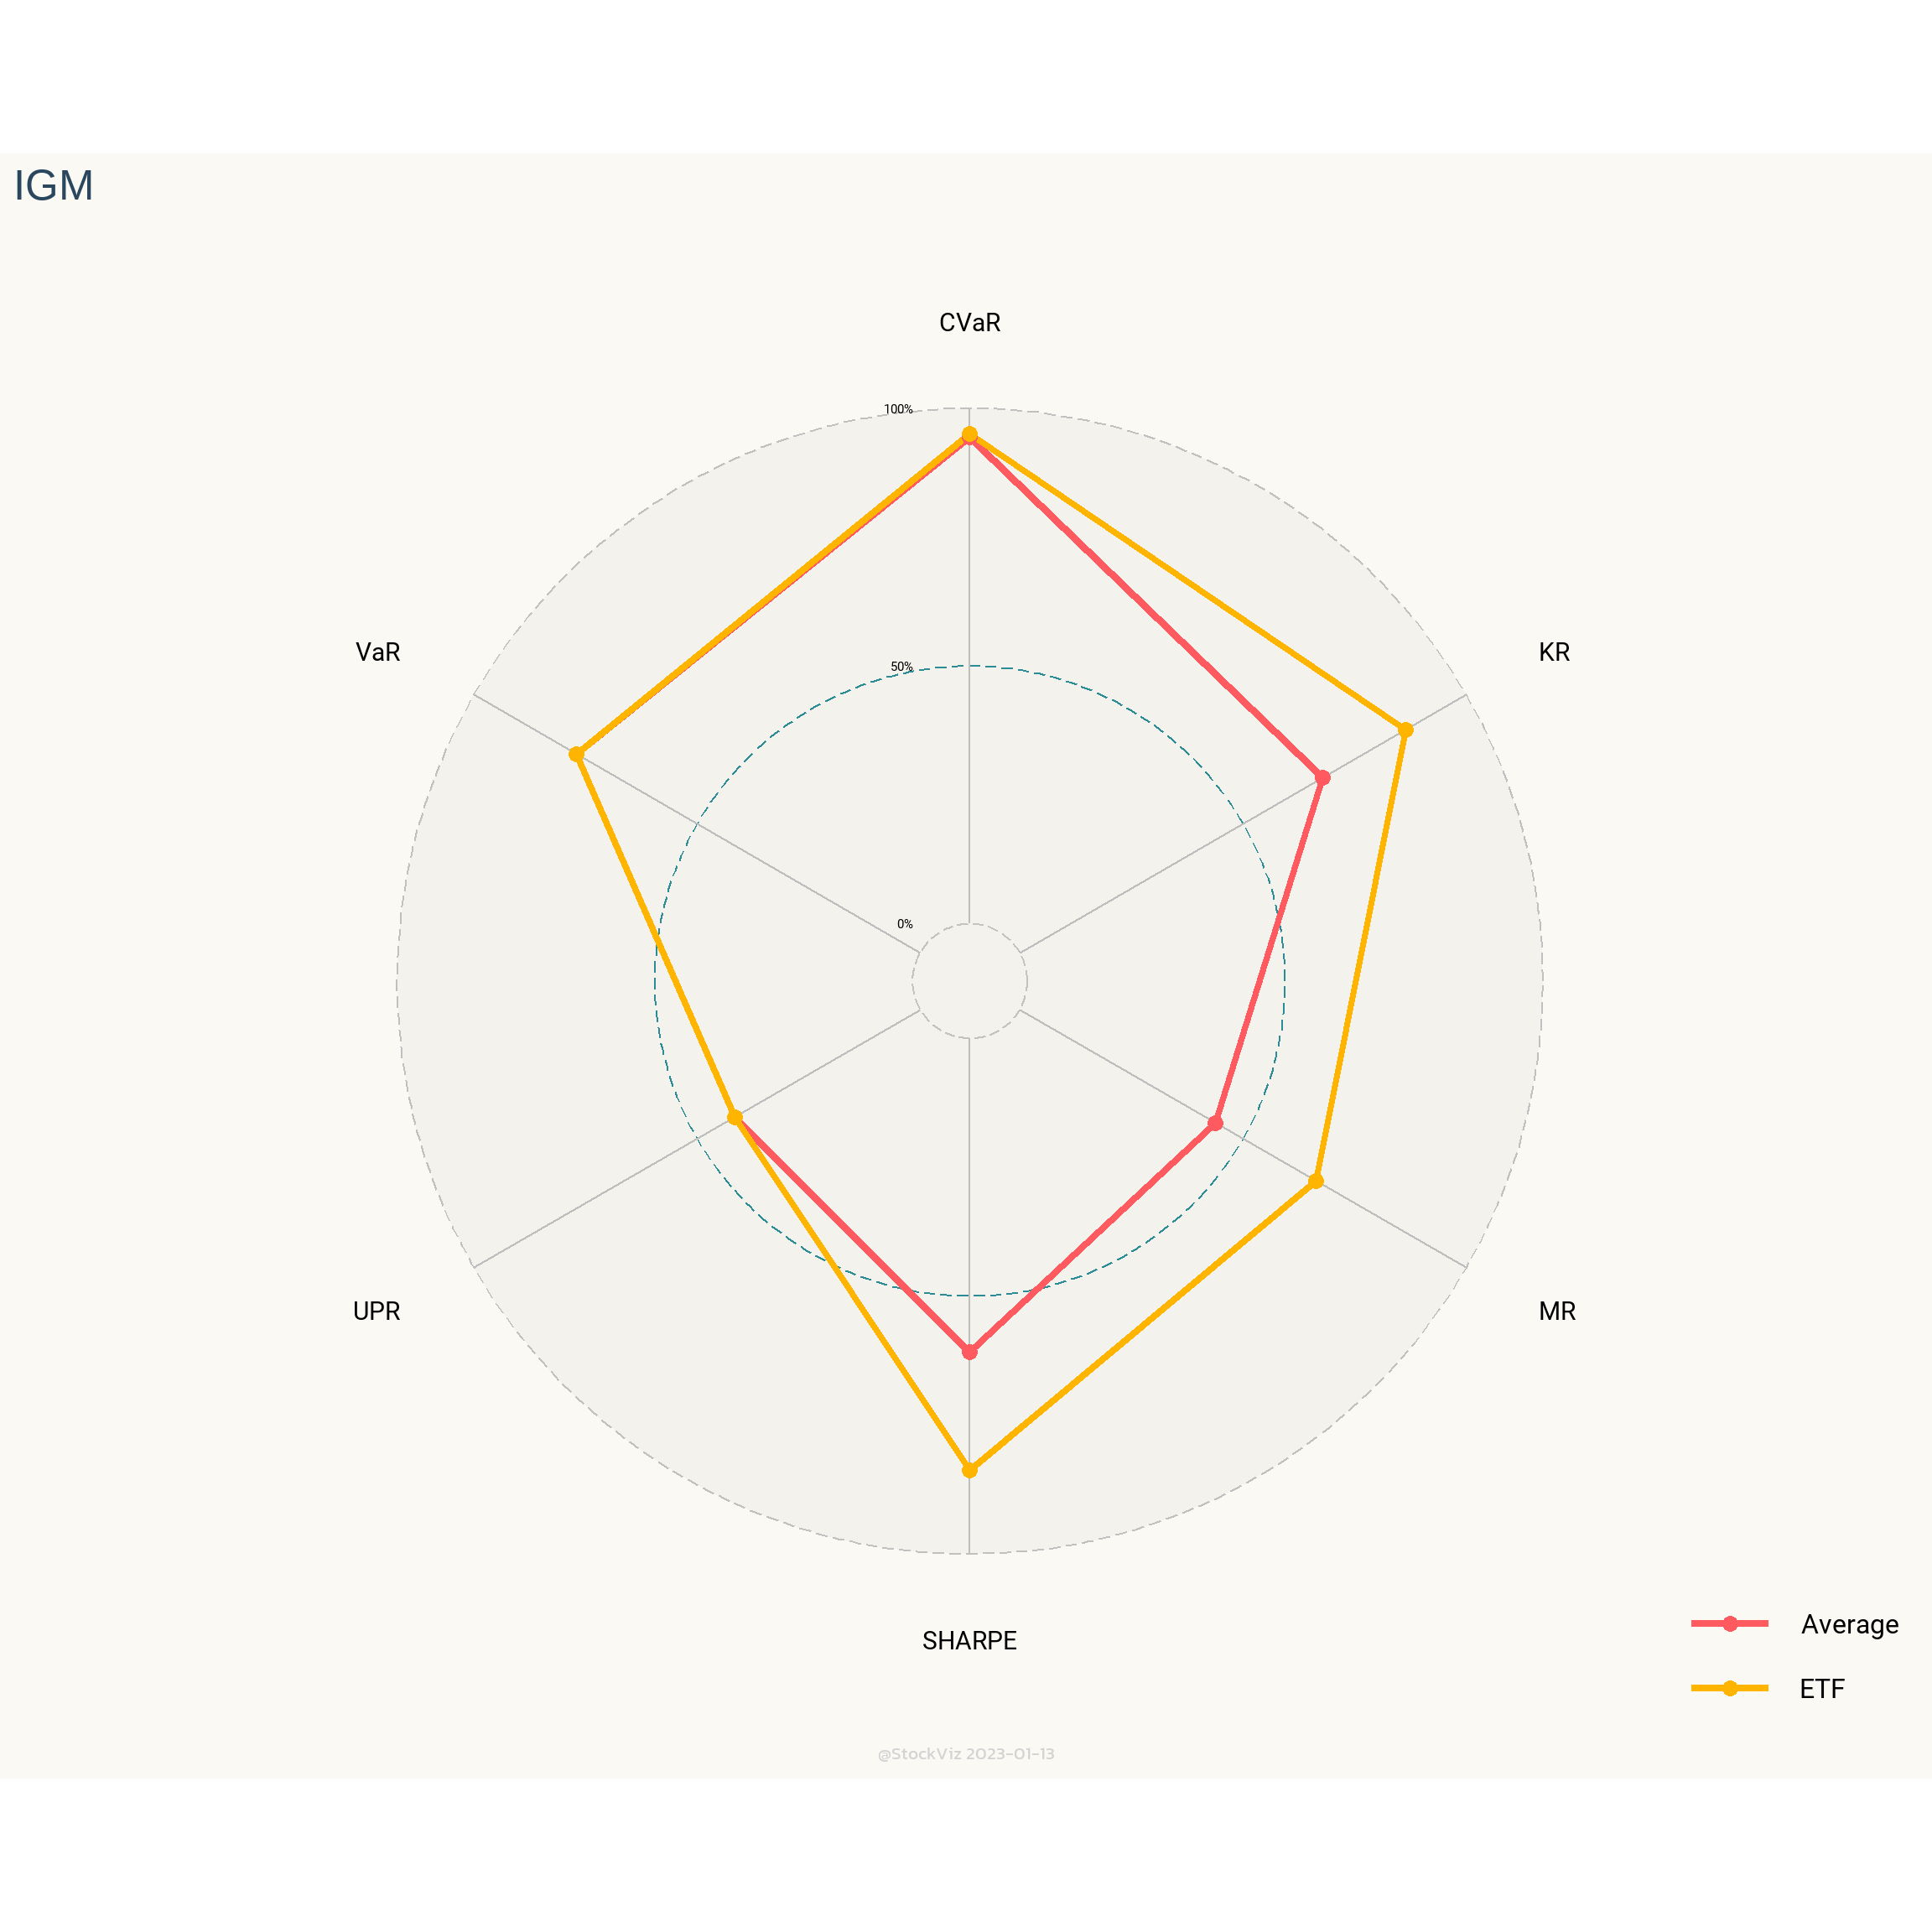 IGM
CVaR
100%
VaR
KR
50%
0%
UPR
MR
SHARPE
Average
ETF
@StockViz 2023-01-13